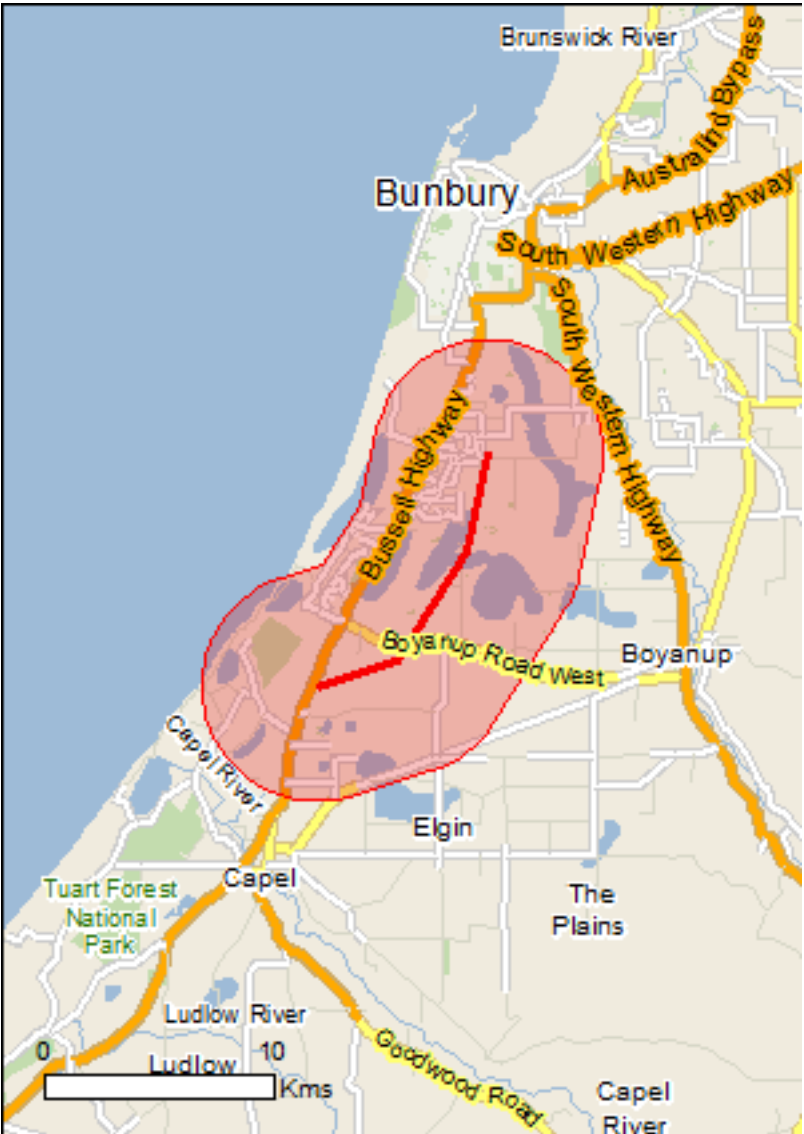 Brunswick River
Australind Bypass
Bunbury
South Western Highway
South Western Highway
Bussell Highway
Boyanup Road West
Boyanup
Capel River
Elgin
Capel
Tuart Forest
National
Park
The
Plains
Ludlow River
0 10
Ludlow
Kms
Goodwood Road
Capel
River